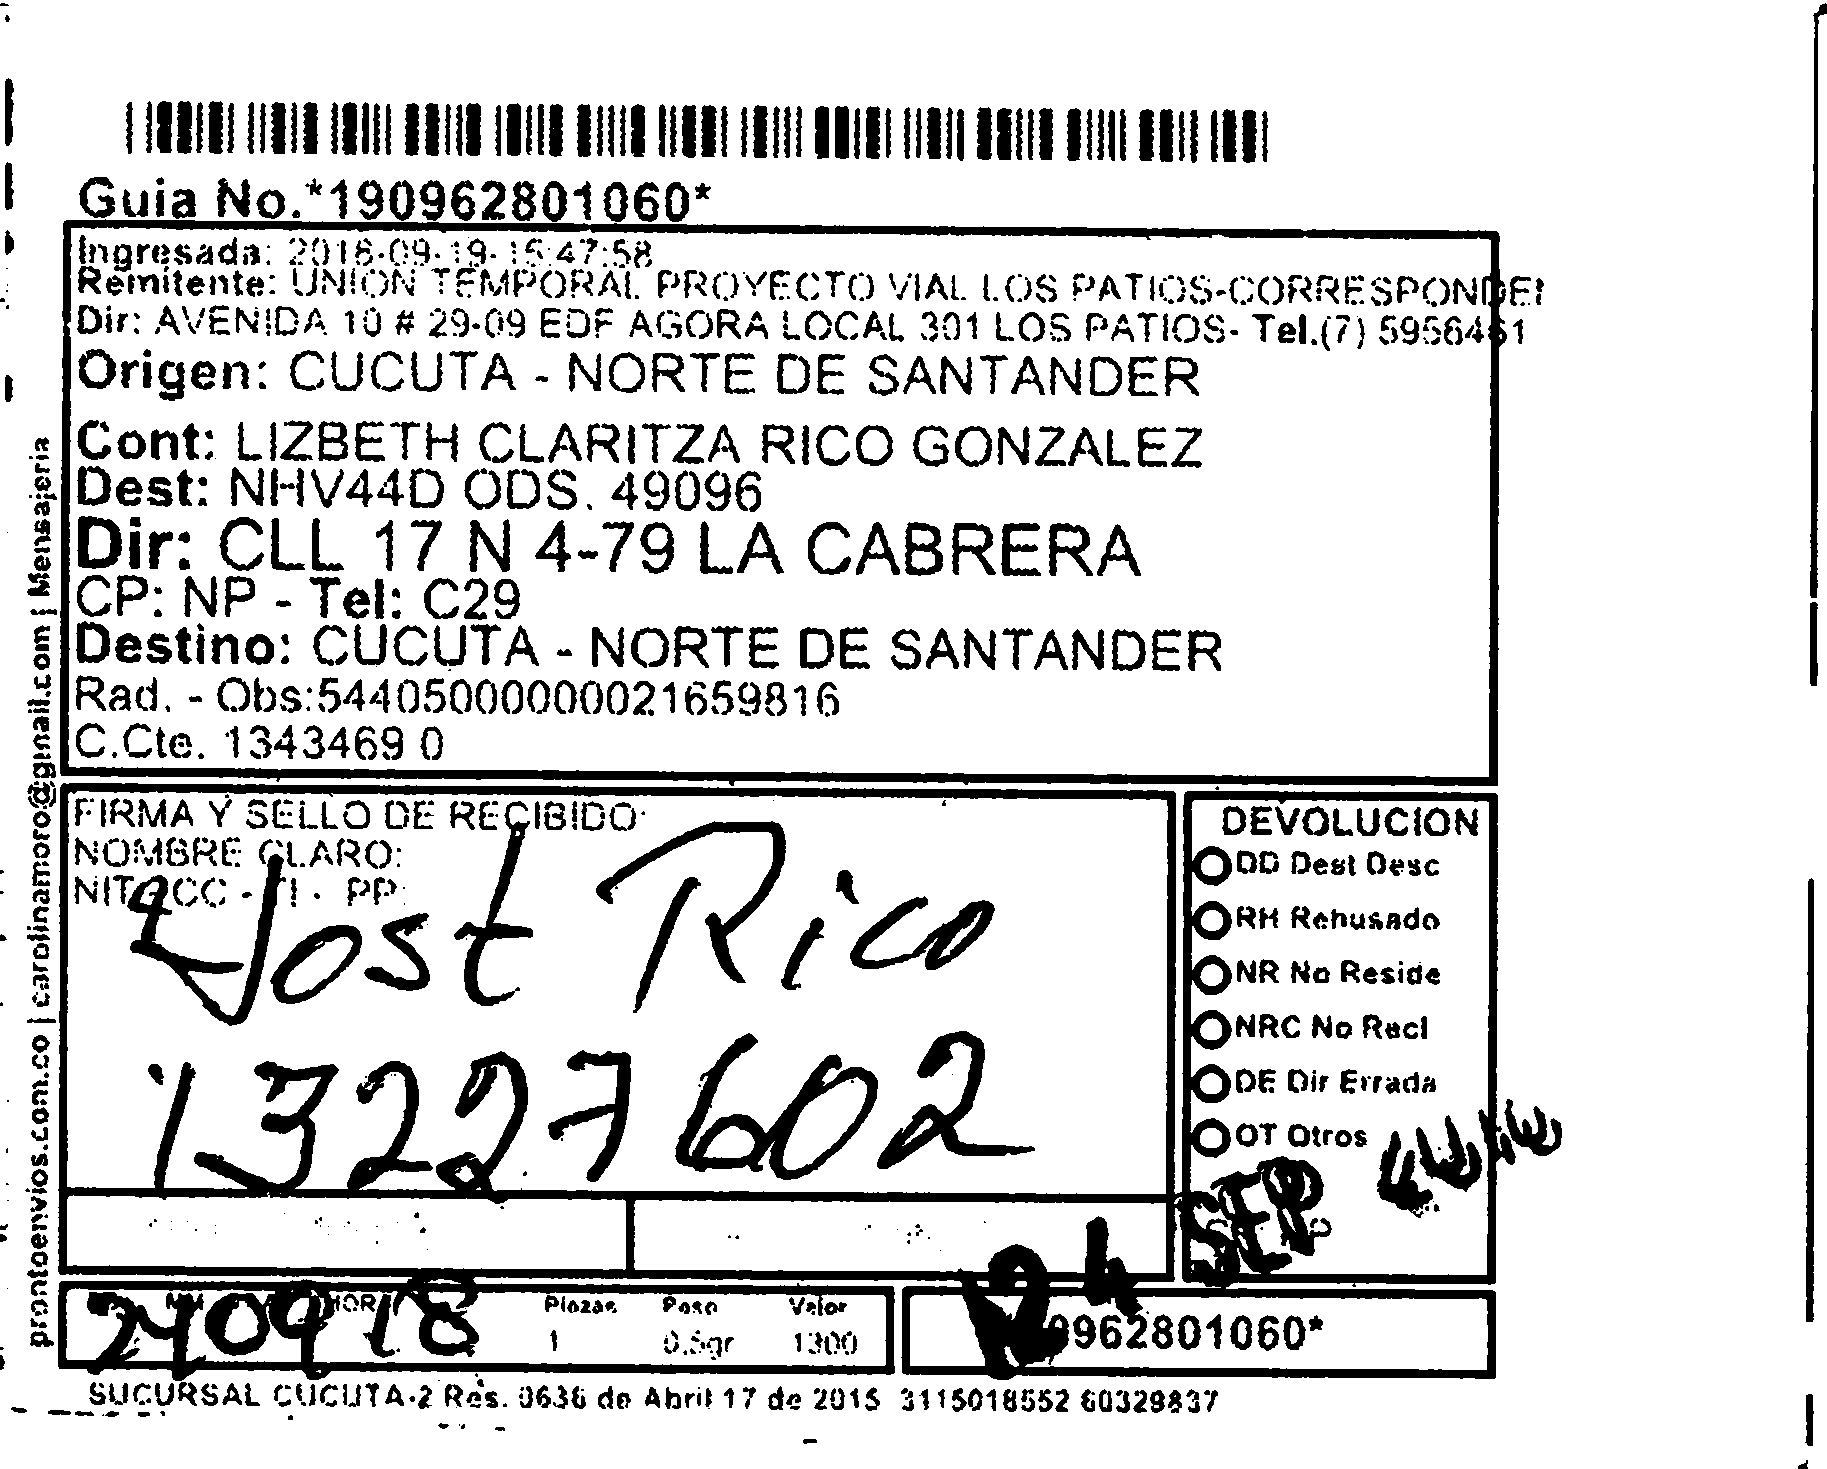 Guia No.*190962801060*
Ingresada: 2018-09-19-15:47:58
Remitente: UNION TEMPORAL PROYECTO VIAL LOS PATIOS-CORRESPONDE
Dir: AVENIDA 10 # 29-09 EDF AGORA LOCAL 301 LOS PATIOS- Tel.(7) 5956461
Origen: CUCUTA - NORTE DE SANTANDER
Cont: LIZBETH CLARITZA RICO GONZALEZ
Dest: NHV44D ODS. 49096
Dir: CLL 17 N 4-79 LA CABRERA
CP: NP - Tel: C29
Destino: CUCUTA - NORTE DE SANTANDER
Rad. - Obs:54405000000021659816
C.Cte. 1343469 0
prontoenvios.com.co | carolinamoro@gmail.com | Mensajeria
FIRMA Y SELLO DE RECIBIDO:
NOMBRE CLARO:
NIT - CC - TI - PP:
Rico
13227602
DEVOLUCION
DD Dest Desc
RH Rehusado
NR No Reside
NRC No Recl
DE Dir Errada
OT Otros
24 SEP
240918
HORA
Piezas Peso Valor
1 0.5gr 1300
0962801060*
SUCURSAL CUCUTA-2 Res. 0636 de Abril 17 de 2015 3115018552 60329837